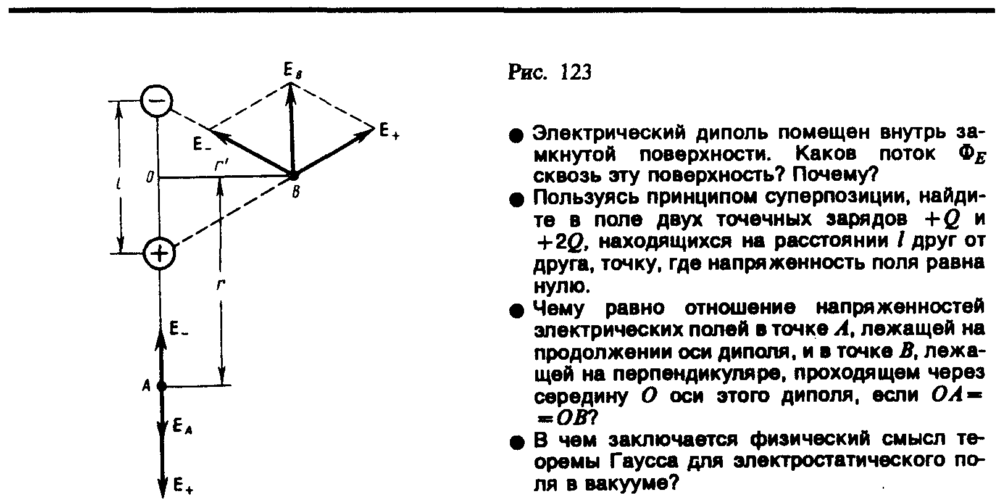 Рис. 123
E_B
E_+
E_-
r'
O
B
l
r
E_-
A
E_A
E_+
● Электрический диполь помещен внутрь за-
мкнутой поверхности. Каков поток Ф_E
сквозь эту поверхность? Почему?
● Пользуясь принципом суперпозиции, найди-
те в поле двух точечных зарядов +Q и
+2Q, находящихся на расстоянии l друг от
друга, точку, где напряженность поля равна
нулю.
● Чему равно отношение напряженностей
электрических полей в точке A, лежащей на
продолжении оси диполя, и в точке B, лежа-
щей на перпендикуляре, проходящем через
середину O оси этого диполя, если OA=
=OB?
● В чем заключается физический смысл те-
оремы Гаусса для электростатического по-
ля в вакууме?